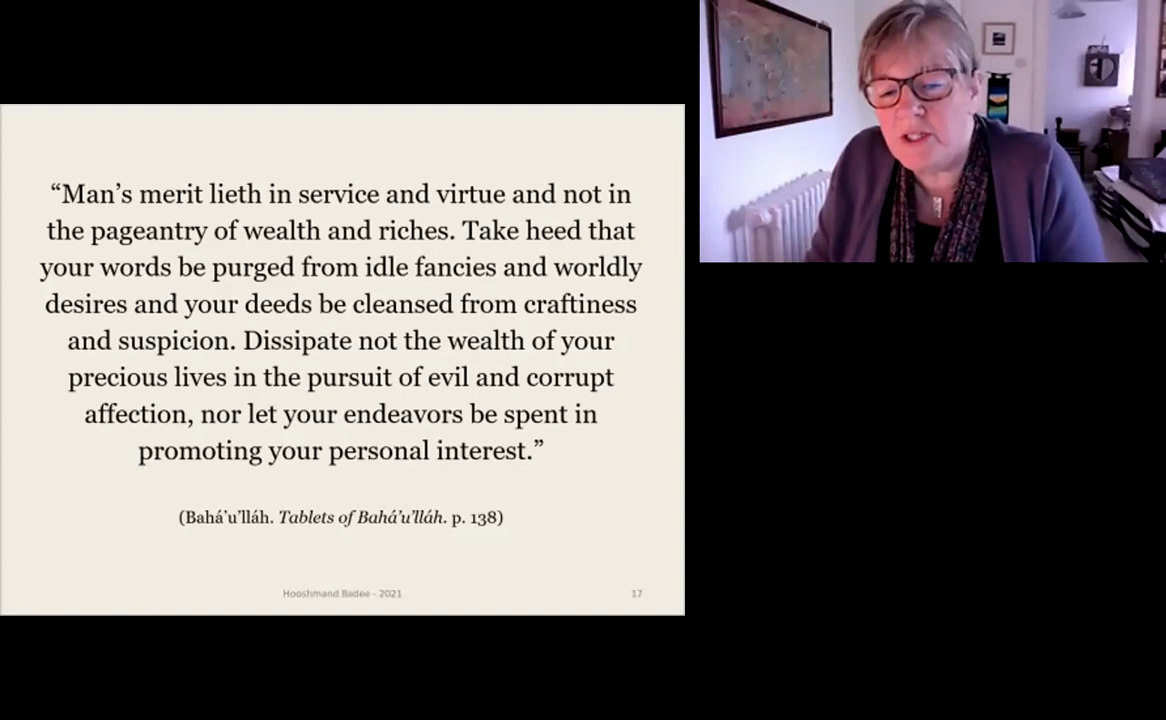 “Man’s merit lieth in service and virtue and not in
the pageantry of wealth and riches. Take heed that
your words be purged from idle fancies and worldly
desires and your deeds be cleansed from craftiness
and suspicion. Dissipate not the wealth of your
precious lives in the pursuit of evil and corrupt
affection, nor let your endeavors be spent in
promoting your personal interest.”
(Bahá’u’lláh. Tablets of Bahá’u’lláh. p. 138)
Hooshmand Badee - 2021
17